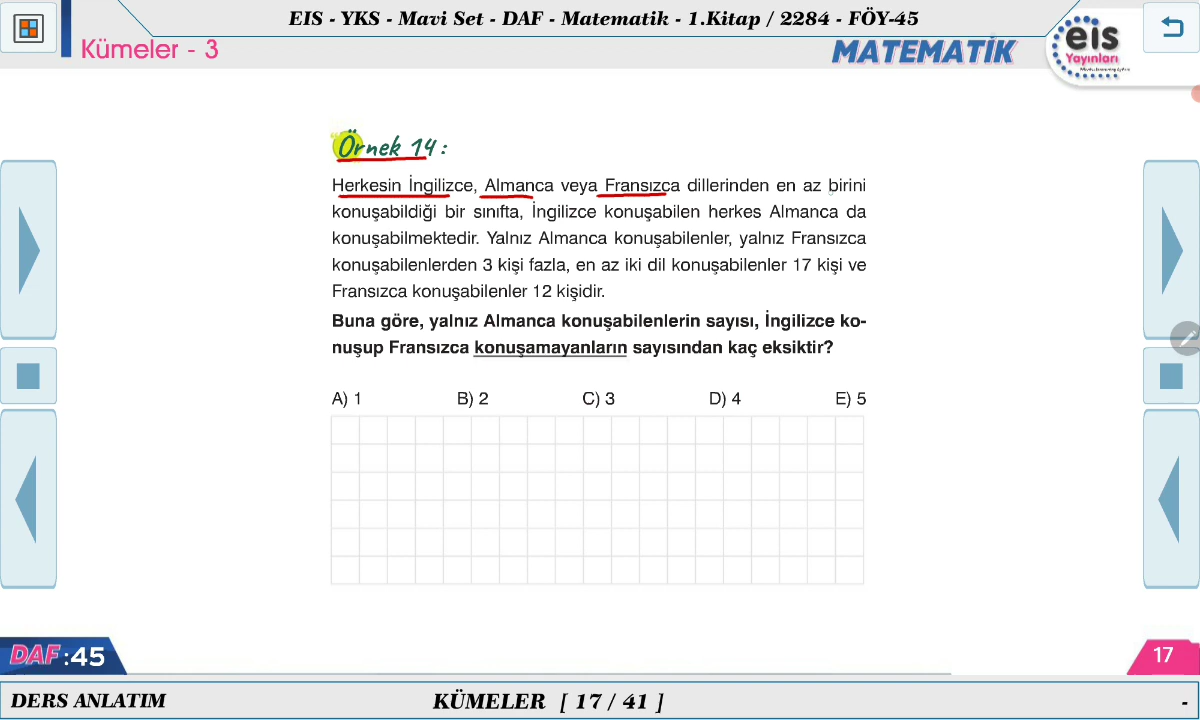 EIS - YKS - Mavi Set - DAF - Matematik - 1.Kitap / 2284 - FÖY-45
Kümeler - 3
MATEMATİK
eis
Yayınları
Örnek 14 :
Herkesin İngilizce, Almanca veya Fransızca dillerinden en az birini
konuşabildiği bir sınıfta, İngilizce konuşabilen herkes Almanca da
konuşabilmektedir. Yalnız Almanca konuşabilenler, yalnız Fransızca
konuşabilenlerden 3 kişi fazla, en az iki dil konuşabilenler 17 kişi ve
Fransızca konuşabilenler 12 kişidir.
Buna göre, yalnız Almanca konuşabilenlerin sayısı, İngilizce ko-
nuşup Fransızca konuşamayanların sayısından kaç eksiktir?
A) 1 B) 2 C) 3 D) 4 E) 5
DAF :45
17
DERS ANLATIM
KÜMELER [ 17 / 41 ]
-